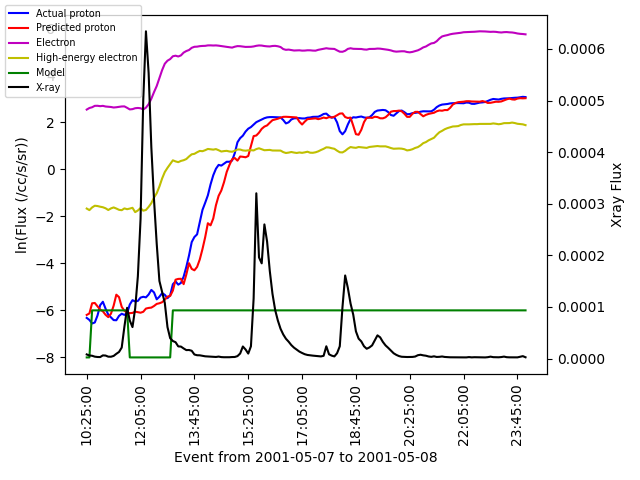 Actual proton
Predicted proton
Electron
High-energy electron
Model
X-ray
2
0
−2
−4
−6
−8
ln(Flux (/cc/s/sr))
0.0006
0.0005
0.0004
0.0003
0.0002
0.0001
0.0000
Xray Flux
10:25:00
12:05:00
13:45:00
15:25:00
17:05:00
18:45:00
20:25:00
22:05:00
23:45:00
Event from 2001-05-07 to 2001-05-08